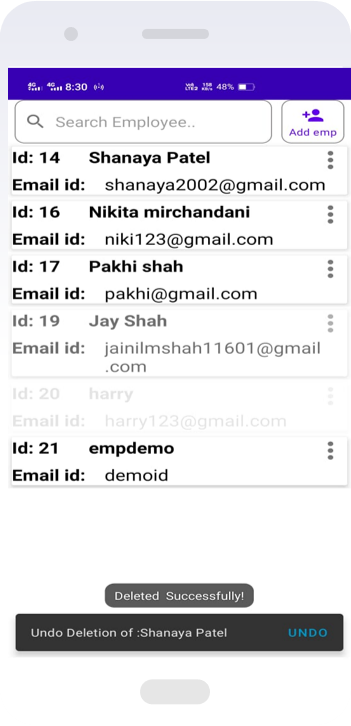 4G 4G 8:30 48%
Search Employee..
Add emp
Id: 14 Shanaya Patel
Email id: shanaya2002@gmail.com
Id: 16 Nikita mirchandani
Email id: niki123@gmail.com
Id: 17 Pakhi shah
Email id: pakhi@gmail.com
Id: 19 Jay Shah
Email id: jainilmshah11601@gmail
.com
Id: 20 harry
Email id: harry123@gmail.com
Id: 21 empdemo
Email id: demoid
Deleted Successfully!
Undo Deletion of :Shanaya Patel UNDO